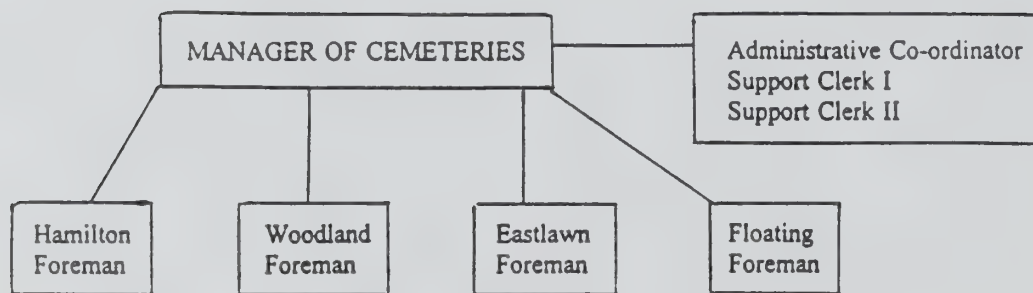 MANAGER OF CEMETERIES
Administrative Co-ordinator
Support Clerk I
Support Clerk II
Hamilton
Foreman
Woodland
Foreman
Eastlawn
Foreman
Floating
Foreman